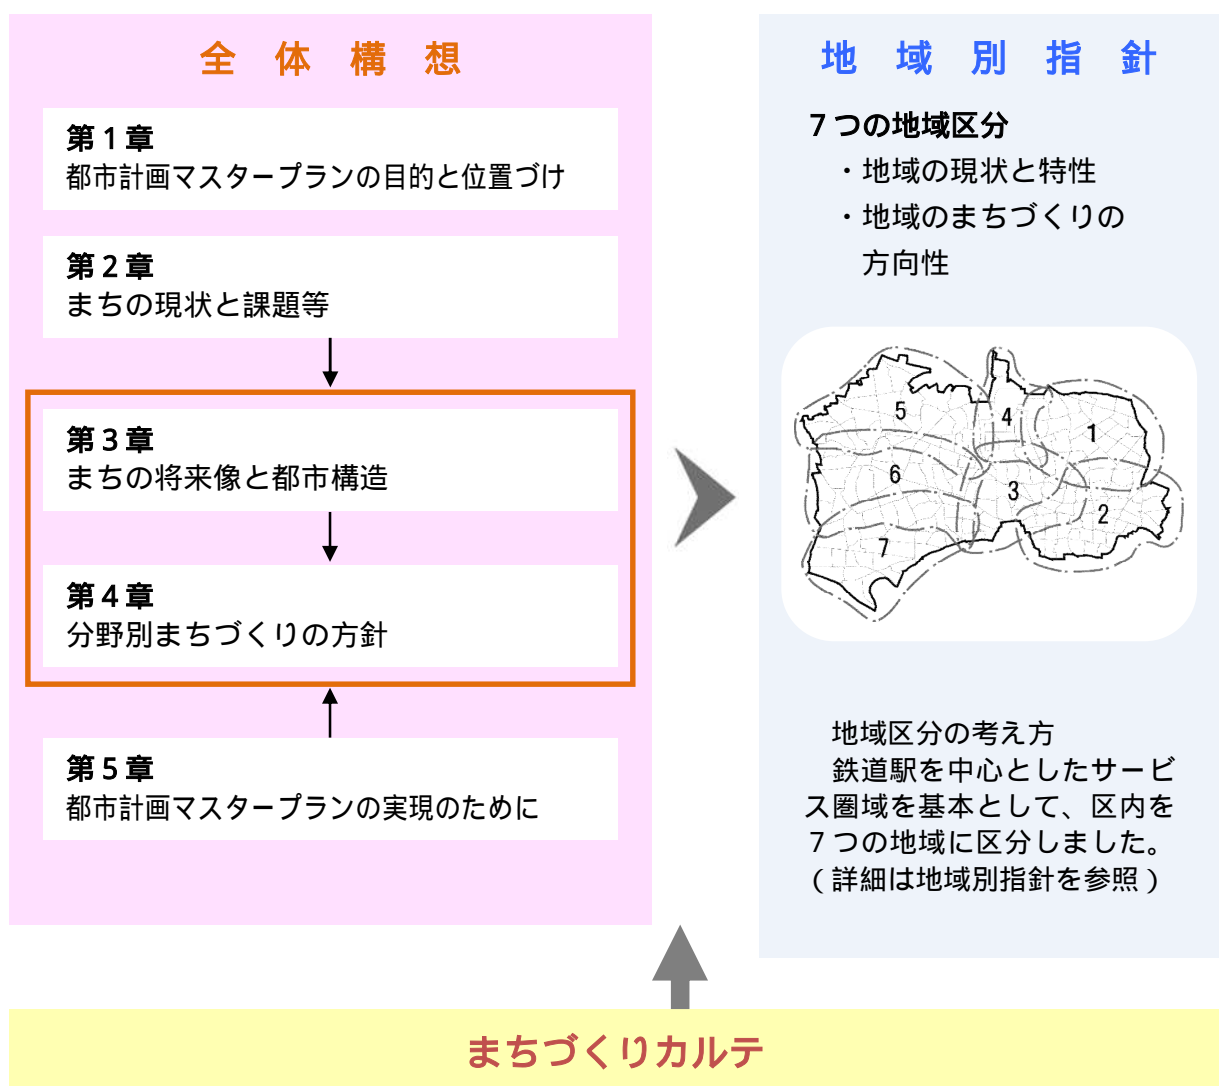 全体構想
第１章
都市計画マスタープランの目的と位置づけ
第２章
まちの現状と課題等
第３章
まちの将来像と都市構造
第４章
分野別まちづくりの方針
第５章
都市計画マスタープランの実現のために
地域別指針
７つの地域区分
・地域の現状と特性
・地域のまちづくりの
方向性
5
4
1
6
3
2
7
地域区分の考え方
鉄道駅を中心としたサービ
ス圏域を基本として、区内を
７つの地域に区分しました。
（詳細は地域別指針を参照）
まちづくりカルテ